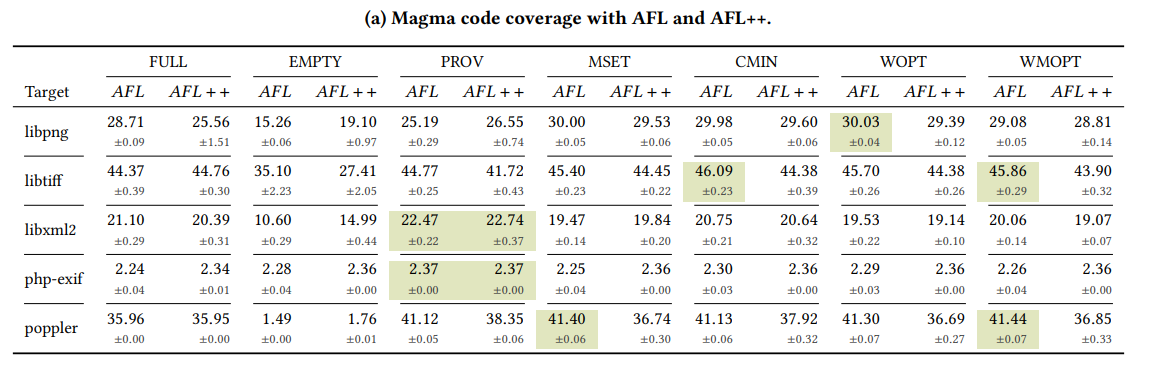 (a) Magma code coverage with AFL and AFL++.
FULL EMPTY PROV MSET CMIN WOPT WMOPT
Target AFL AFL++ AFL AFL++ AFL AFL++ AFL AFL++ AFL AFL++ AFL AFL++ AFL AFL++
libpng 28.71 25.56 15.26 19.10 25.19 26.55 30.00 29.53 29.98 29.60 30.03 29.39 29.08 28.81
±0.09 ±1.51 ±0.06 ±0.97 ±0.29 ±0.74 ±0.05 ±0.06 ±0.05 ±0.06 ±0.04 ±0.12 ±0.05 ±0.14
libtiff 44.37 44.76 35.10 27.41 44.77 41.72 45.40 44.45 46.09 44.38 45.70 44.38 45.86 43.90
±0.39 ±0.30 ±2.23 ±2.05 ±0.25 ±0.43 ±0.23 ±0.22 ±0.23 ±0.39 ±0.26 ±0.26 ±0.29 ±0.32
libxml2 21.10 20.39 10.60 14.99 22.47 22.74 19.47 19.84 20.75 20.64 19.53 19.14 20.06 19.07
±0.29 ±0.31 ±0.29 ±0.44 ±0.22 ±0.37 ±0.14 ±0.20 ±0.21 ±0.32 ±0.22 ±0.10 ±0.14 ±0.07
php-exif 2.24 2.34 2.28 2.36 2.37 2.37 2.25 2.36 2.30 2.36 2.29 2.36 2.26 2.36
±0.04 ±0.01 ±0.04 ±0.00 ±0.00 ±0.00 ±0.04 ±0.00 ±0.03 ±0.00 ±0.03 ±0.00 ±0.04 ±0.00
poppler 35.96 35.95 1.49 1.76 41.12 38.35 41.40 36.74 41.13 37.92 41.30 36.69 41.44 36.85
±0.00 ±0.00 ±0.00 ±0.01 ±0.05 ±0.06 ±0.06 ±0.30 ±0.06 ±0.32 ±0.07 ±0.27 ±0.07 ±0.33